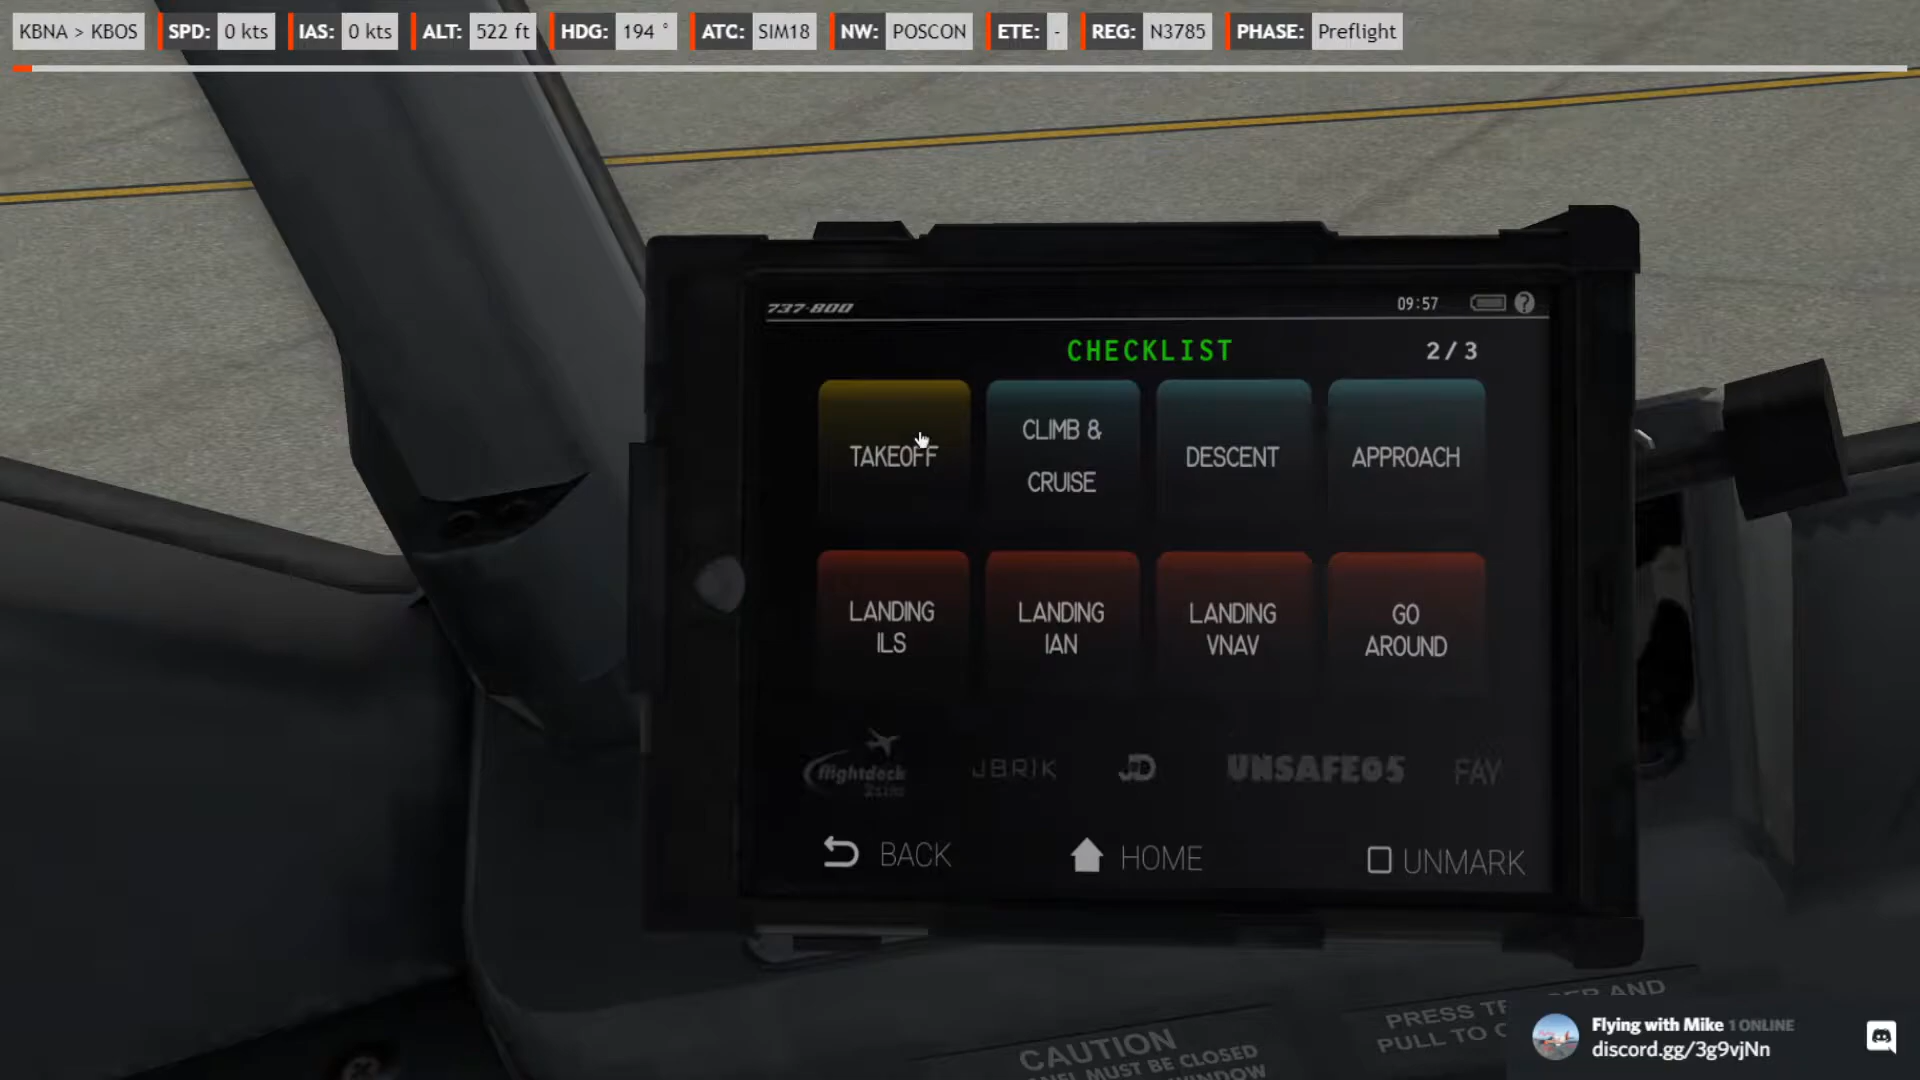 KBNA > KBOS SPD: 0 kts IAS: 0 kts ALT: 522 ft HDG: 194 ° ATC: SIM18 NW: POSCON ETE: - REG: N3785 PHASE: Preflight
737-800 09:57 ?
CHECKLIST 2/3
TAKEOFF
CLIMB &
CRUISE
DESCENT
APPROACH
LANDING
ILS
LANDING
IAN
LANDING
VNAV
GO
AROUND
flightdeck
2sim
JBRIK
JD
UNSAFE05
FAY
BACK HOME UNMARK
CAUTION
MUST BE CLOSED
WINDOW
PRESS AND
PULL TO
Flying with Mike 1 ONLINE
discord.gg/3g9vjNn